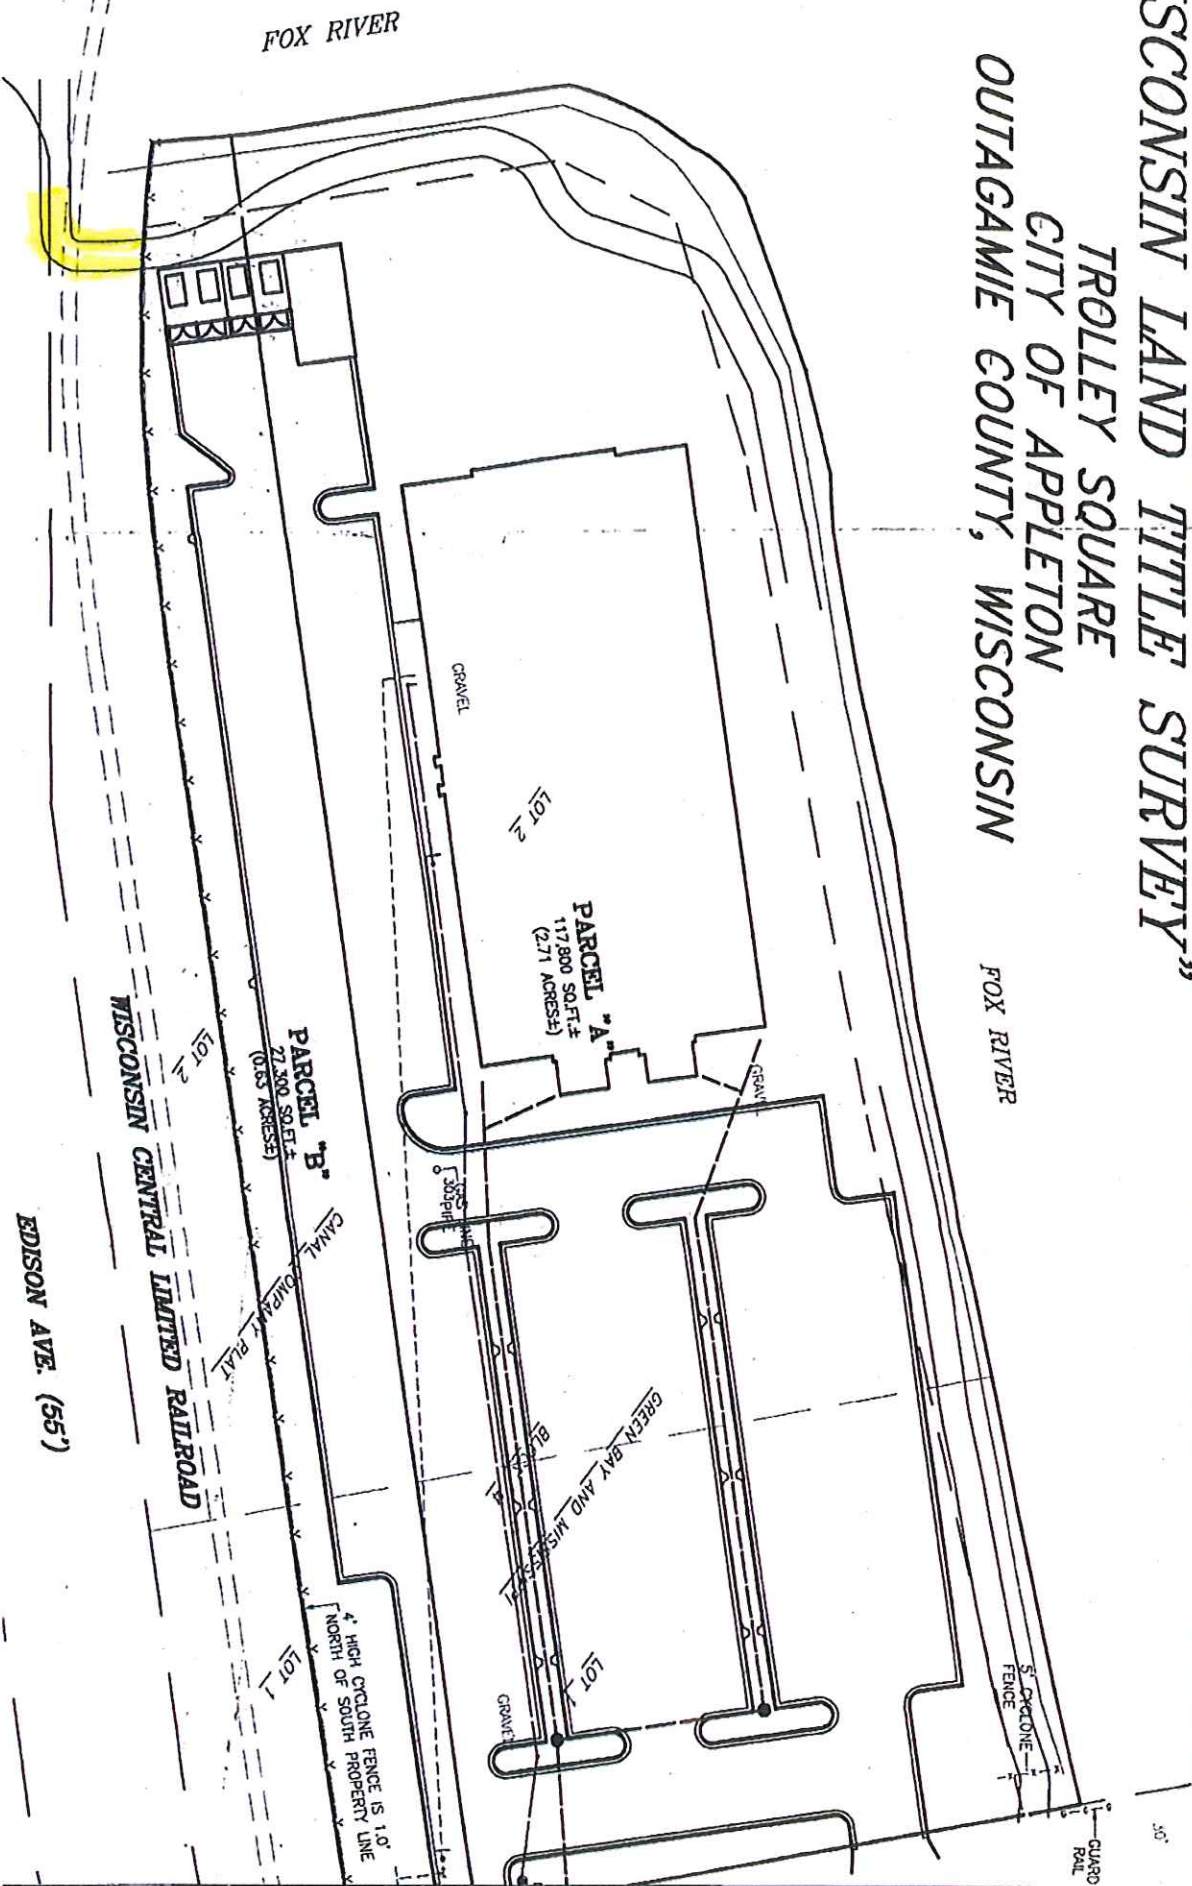 SCONSIN LAND TITLE SURVEY"
TROLLEY SQUARE
CITY OF APPLETON
OUTAGAMIE COUNTY, WISCONSIN
FOX RIVER
FOX RIVER
5' CYCLONE
FENCE
GUARD
RAIL
30'
GRAVEL
LOT 2
PARCEL "A"
117,800 SQ.FT.±
(2.71 ACRES±)
GRAV
303PIPE
GREEN BAY AND MISSISSIPPI
CANAL COMPANY PLAT
LOT 1
GRAVEL
PARCEL "B"
27,300 SQ.FT.±
(0.63 ACRES±)
LOT 2
4' HIGH CYCLONE FENCE IS 1.0'
NORTH OF SOUTH PROPERTY LINE
LOT 1
WISCONSIN CENTRAL LIMITED RAILROAD
EDISON AVE. (55')